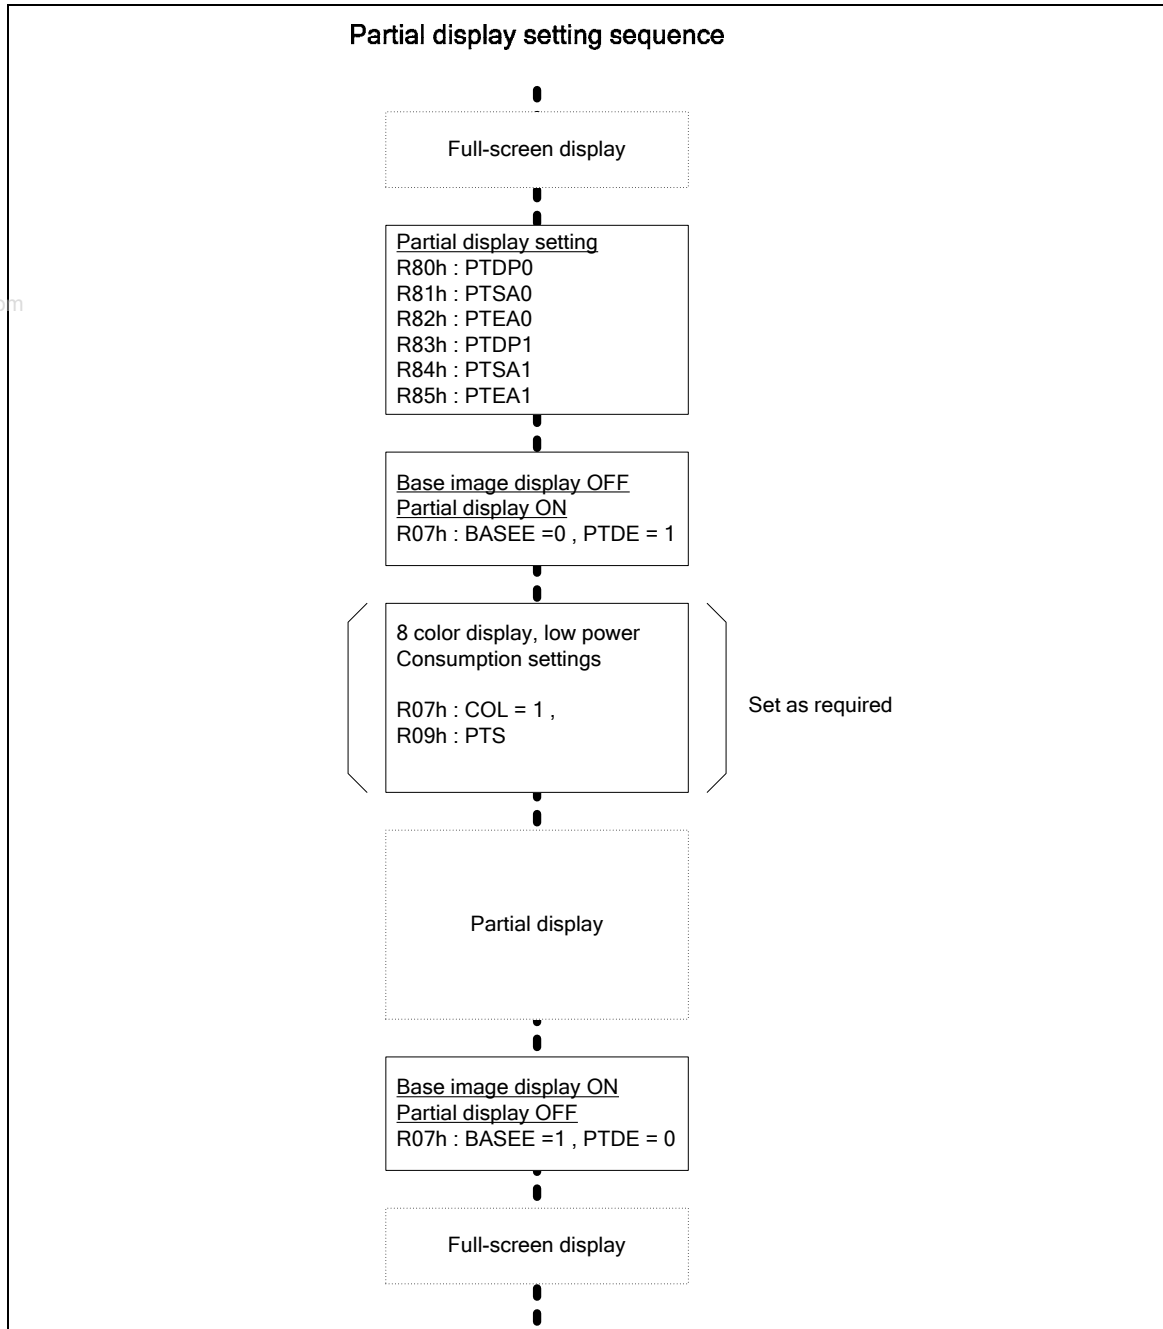 Partial display setting sequence
Full-screen display
Partial display setting
R80h : PTDP0
R81h : PTSA0
R82h : PTEA0
R83h : PTDP1
R84h : PTSA1
R85h : PTEA1
om
Base image display OFF
Partial display ON
R07h : BASEE =0 , PTDE = 1
8 color display, low power
Consumption settings
R07h : COL = 1 ,
R09h : PTS
Set as required
Partial display
Base image display ON
Partial display OFF
R07h : BASEE =1 , PTDE = 0
Full-screen display